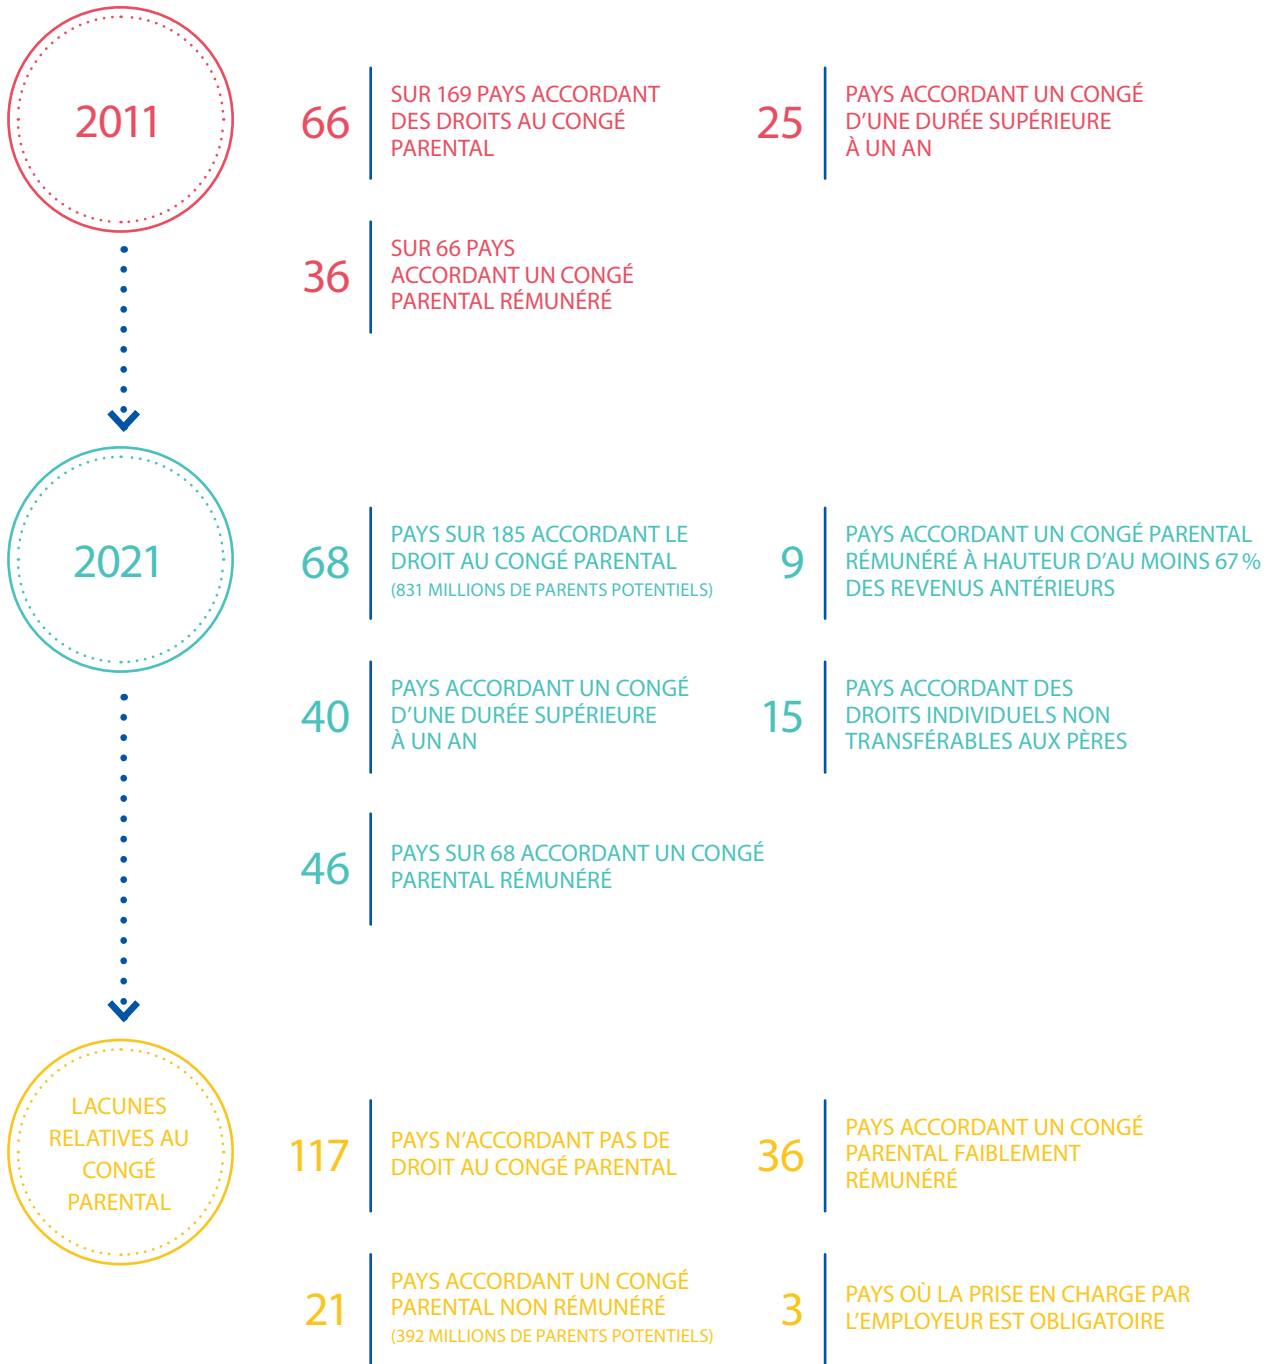 2011
66
SUR 169 PAYS ACCORDANT
DES DROITS AU CONGÉ
PARENTAL
25
PAYS ACCORDANT UN CONGÉ
D’UNE DURÉE SUPÉRIEURE
À UN AN
36
SUR 66 PAYS
ACCORDANT UN CONGÉ
PARENTAL RÉMUNÉRÉ
2021
68
PAYS SUR 185 ACCORDANT LE
DROIT AU CONGÉ PARENTAL
(831 MILLIONS DE PARENTS POTENTIELS)
9
PAYS ACCORDANT UN CONGÉ PARENTAL
RÉMUNÉRÉ À HAUTEUR D’AU MOINS 67 %
DES REVENUS ANTÉRIEURS
40
PAYS ACCORDANT UN CONGÉ
D’UNE DURÉE SUPÉRIEURE
À UN AN
15
PAYS ACCORDANT DES
DROITS INDIVIDUELS NON
TRANSFÉRABLES AUX PÈRES
46
PAYS SUR 68 ACCORDANT UN CONGÉ
PARENTAL RÉMUNÉRÉ
LACUNES
RELATIVES AU
CONGÉ
PARENTAL
117
PAYS N’ACCORDANT PAS DE
DROIT AU CONGÉ PARENTAL
36
PAYS ACCORDANT UN CONGÉ
PARENTAL FAIBLEMENT
RÉMUNÉRÉ
21
PAYS ACCORDANT UN CONGÉ
PARENTAL NON RÉMUNÉRÉ
(392 MILLIONS DE PARENTS POTENTIELS)
3
PAYS OÙ LA PRISE EN CHARGE PAR
L’EMPLOYEUR EST OBLIGATOIRE